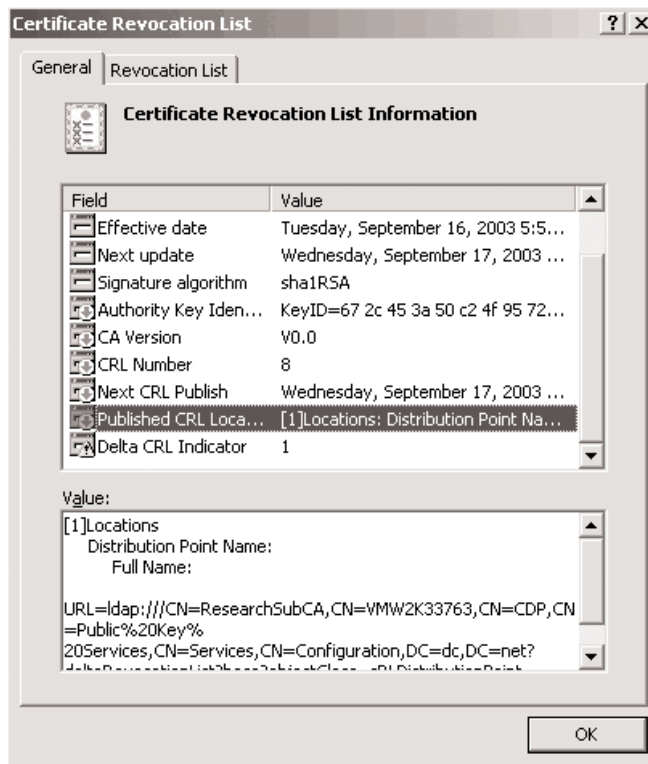 Certificate Revocation List
General
Revocation List
Certificate Revocation List Information
Field Value
Effective date Tuesday, September 16, 2003 5:5...
Next update Wednesday, September 17, 2003 ...
Signature algorithm sha1RSA
Authority Key Iden... KeyID=67 2c 45 3a 50 c2 4f 95 72...
CA Version V0.0
CRL Number 8
Next CRL Publish Wednesday, September 17, 2003 ...
Published CRL Loca... [1]Locations: Distribution Point Na...
Delta CRL Indicator 1
Value:
[1]Locations
Distribution Point Name:
Full Name:
URL=ldap:///CN=ResearchSubCA,CN=VMW2K33763,CN=CDP,CN
=Public%20Key%
20Services,CN=Services,CN=Configuration,DC=dc,DC=net?
deltaRevocationList?base?objectClass=cRLDistributionPoint
OK